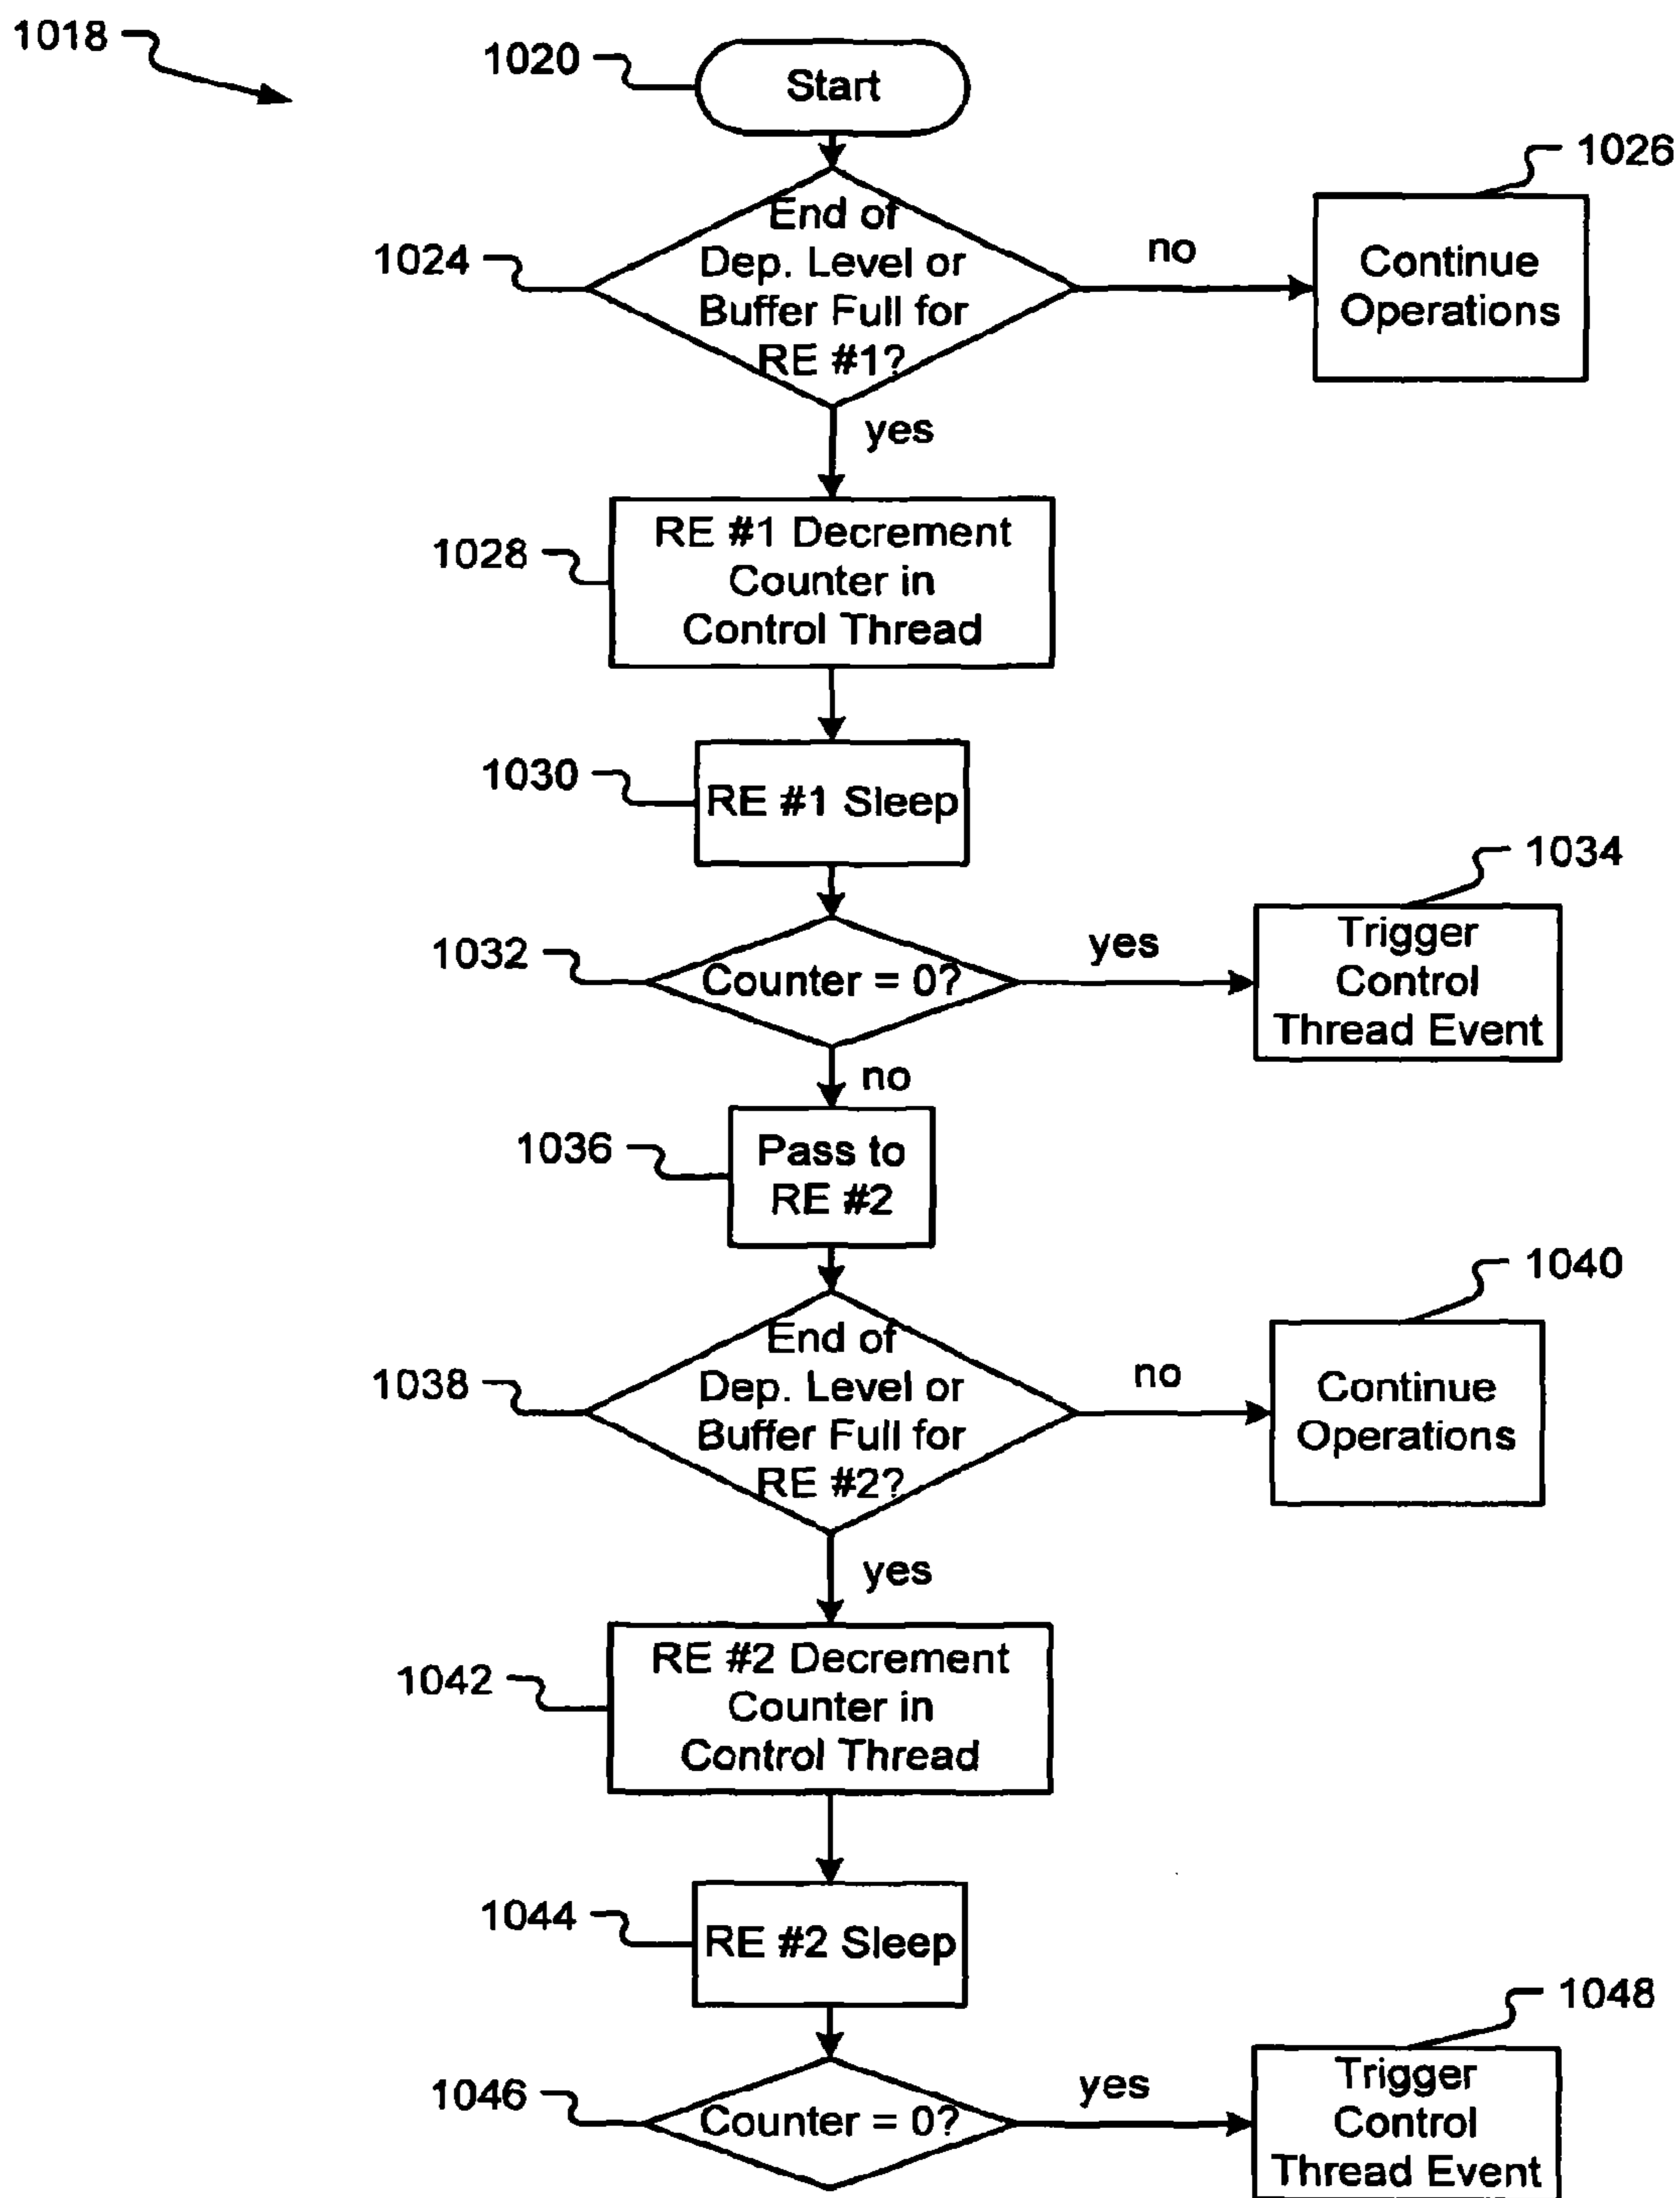 1018
1020
Start
1026
1024
End of
Dep. Level or
Buffer Full for
RE #1?
no
Continue
Operations
yes
1028
RE #1 Decrement
Counter in
Control Thread
1030
RE #1 Sleep
1034
1032
Counter = 0?
yes
Trigger
Control
Thread Event
no
1036
Pass to
RE #2
1040
1038
End of
Dep. Level or
Buffer Full for
RE #2?
no
Continue
Operations
yes
1042
RE #2 Decrement
Counter in
Control Thread
1044
RE #2 Sleep
1048
1046
Counter = 0?
yes
Trigger
Control
Thread Event